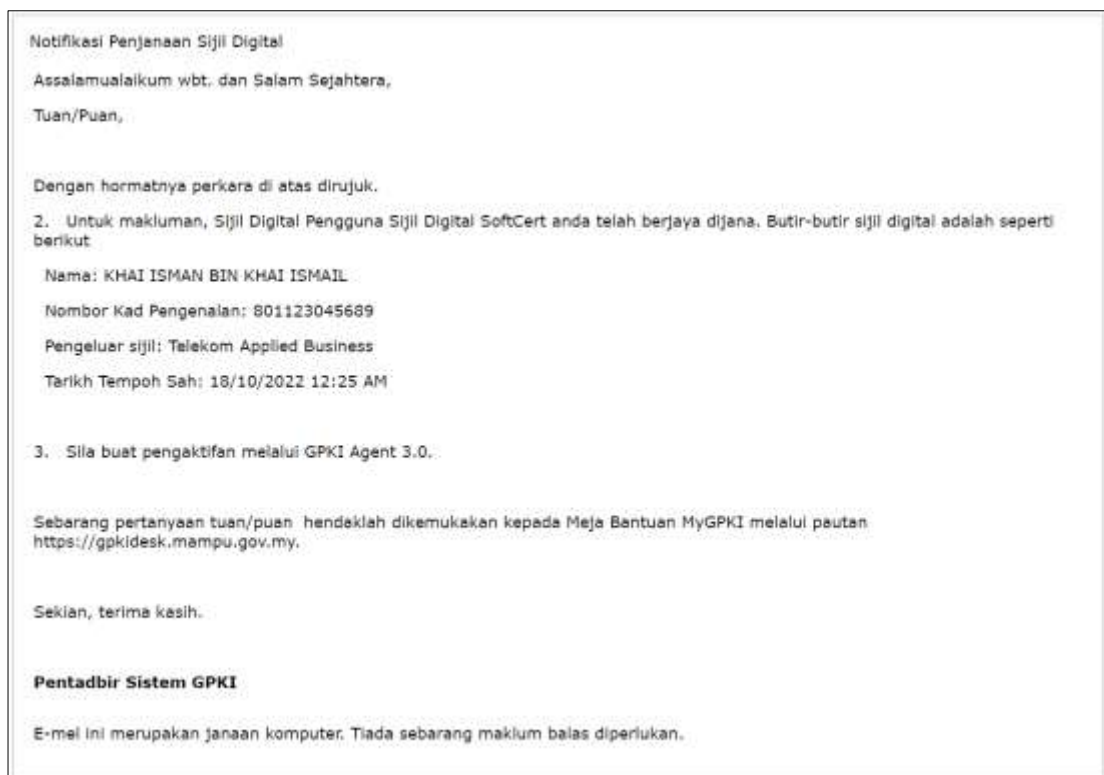 Notifikasi Penjanaan Sijil Digital
Assalamualaikum wbt. dan Salam Sejahtera,
Tuan/Puan,
Dengan hormatnya perkara di atas dirujuk.
2. Untuk makluman, Sijil Digital Pengguna Sijil Digital SoftCert anda telah berjaya dijana. Butir-butir sijil digital adalah seperti
berikut
Nama: KHAI ISMAN BIN KHAI ISMAIL
Nombor Kad Pengenalan: 801123045689
Pengeluar sijil: Telekom Applied Business
Tarikh Tempoh Sah: 18/10/2022 12:25 AM
3. Sila buat pengaktifan melalui GPKI Agent 3.0.
Sebarang pertanyaan tuan/puan hendaklah dikemukakan kepada Meja Bantuan MyGPKI melalui pautan
https://gpkidesk.mampu.gov.my.
Sekian, terima kasih.
Pentadbir Sistem GPKI
E-mel ini merupakan janaan komputer. Tiada sebarang maklum balas diperlukan.